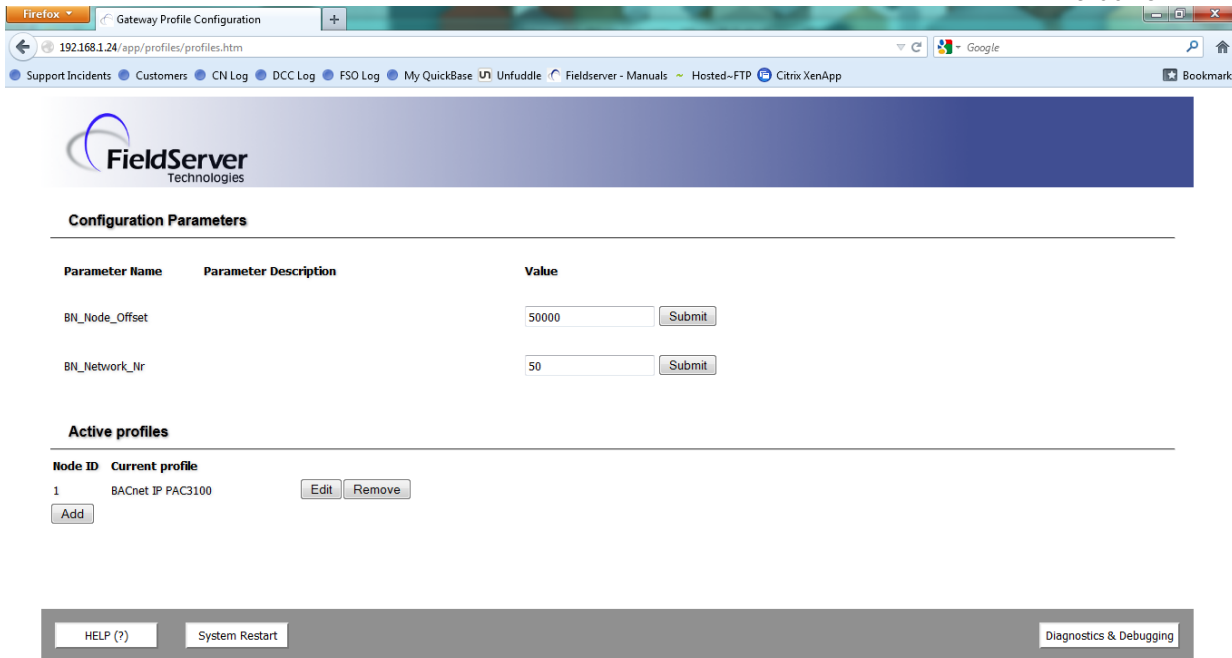 Firefox
Gateway Profile Configuration
192.168.1.24/app/profiles/profiles.htm
Google
Support Incidents Customers CN Log DCC Log FSO Log My QuickBase Unfuddle Fieldserver - Manuals Hosted~FTP Citrix XenApp Bookmark
FieldServer
Technologies
Configuration Parameters
Parameter Name Parameter Description Value
BN_Node_Offset 50000 Submit
BN_Network_Nr 50 Submit
Active profiles
Node ID Current profile
1 BACnet IP PAC3100 Edit Remove
Add
HELP (?) System Restart Diagnostics & Debugging